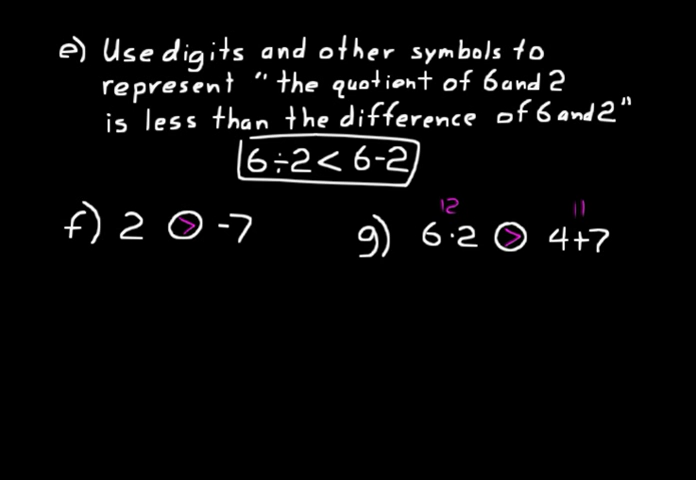 e) Use digits and other symbols to
represent "the quotient of 6 and 2
is less than the difference of 6 and 2"
6÷2 < 6-2
12 11
f) 2 > -7 g) 6·2 > 4+7